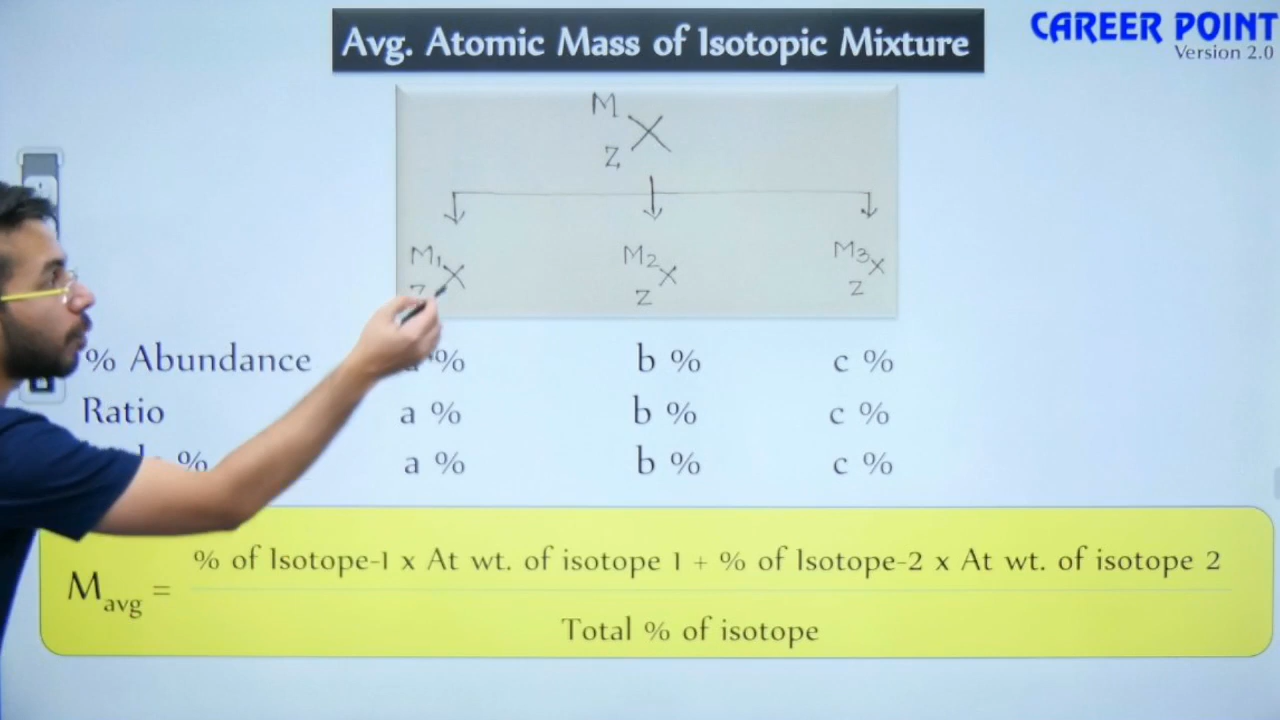 Avg. Atomic Mass of Isotopic Mixture
CAREER POINT
Version 2.0
M
X
Z
M1 X
M2 X
Z
M3 X
Z
% Abundance % b % c %
Ratio a % b % c %
% a % b % c %
% of Isotope-1 x At wt. of isotope 1 + % of Isotope-2 x At wt. of isotope 2
Mavg =
Total % of isotope